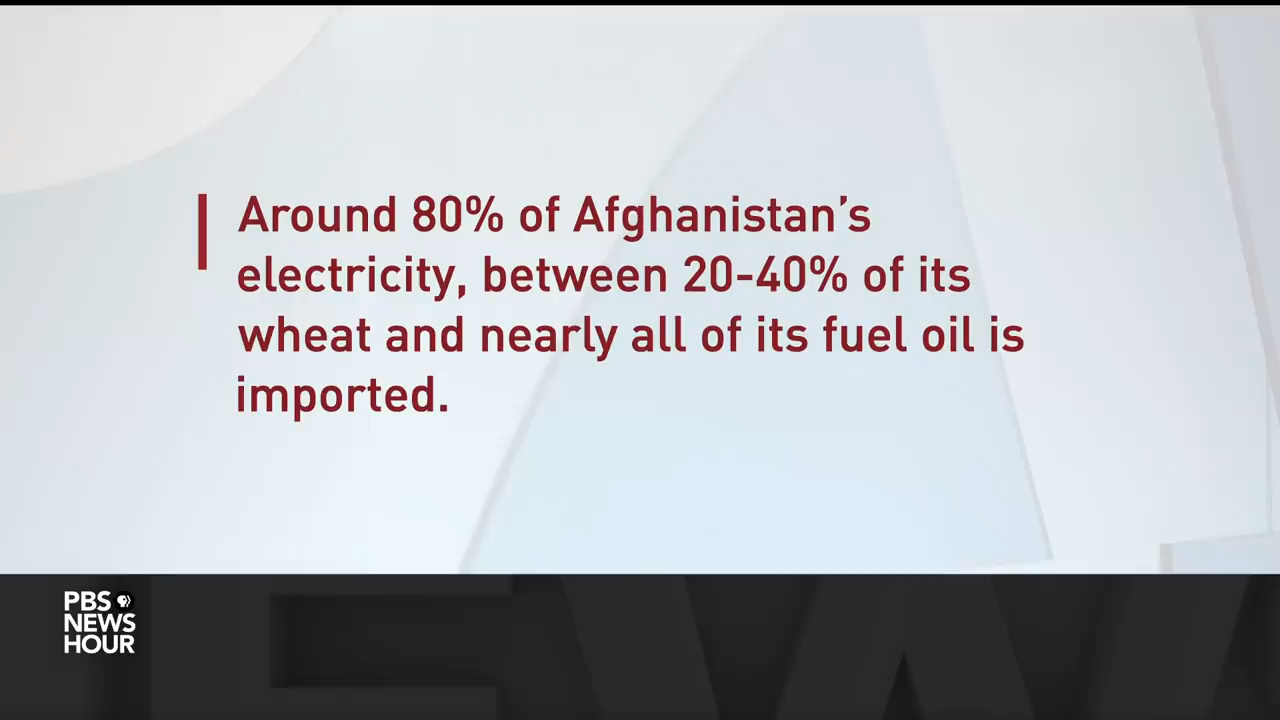 Around 80% of Afghanistan’s
electricity, between 20-40% of its
wheat and nearly all of its fuel oil is
imported.
PBS
NEWS
HOUR